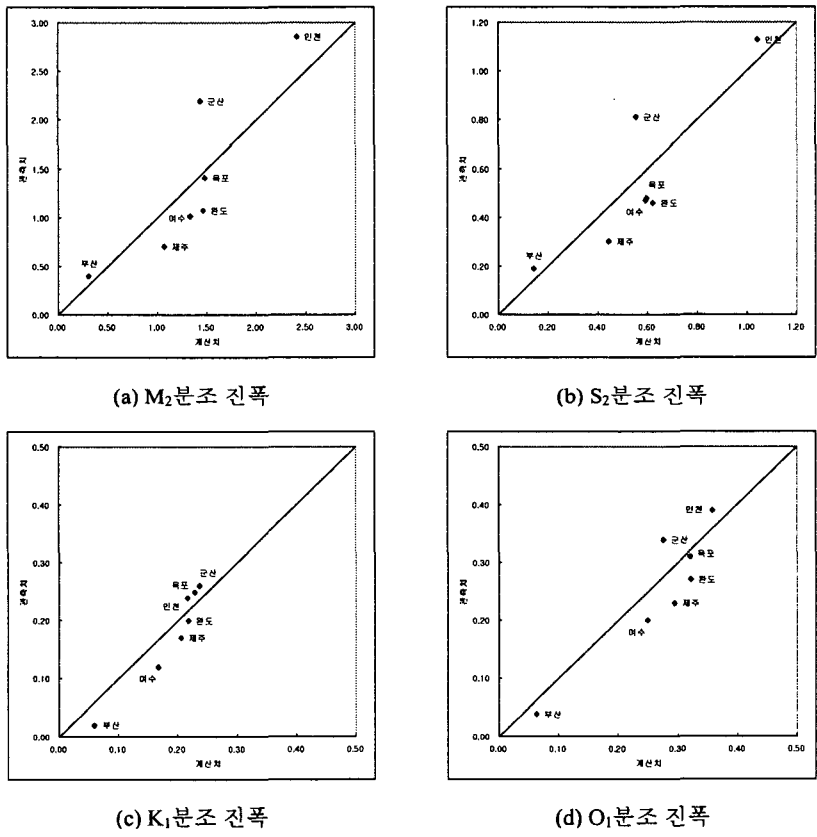 3.00
2.50
2.00
1.50
1.00
0.50
0.00
관측치
인천
군산
목포
여수
완도
제주
부산
0.00 0.50 1.00 1.50 2.00 2.50 3.00
계산치
(a) M₂분조 진폭
1.20
1.00
0.80
0.60
0.40
0.20
0.00
관측치
인천
군산
목포
여수
완도
제주
부산
0.00 0.20 0.40 0.60 0.80 1.00 1.20
계산치
(b) S₂분조 진폭
0.50
0.40
0.30
0.20
0.10
0.00
관측치
군산
목포
인천
완도
제주
여수
부산
0.00 0.10 0.20 0.30 0.40 0.50
계산치
(c) K₁분조 진폭
0.50
0.40
0.30
0.20
0.10
0.00
관측치
인천
군산
목포
완도
제주
여수
부산
0.00 0.10 0.20 0.30 0.40 0.50
계산치
(d) O₁분조 진폭